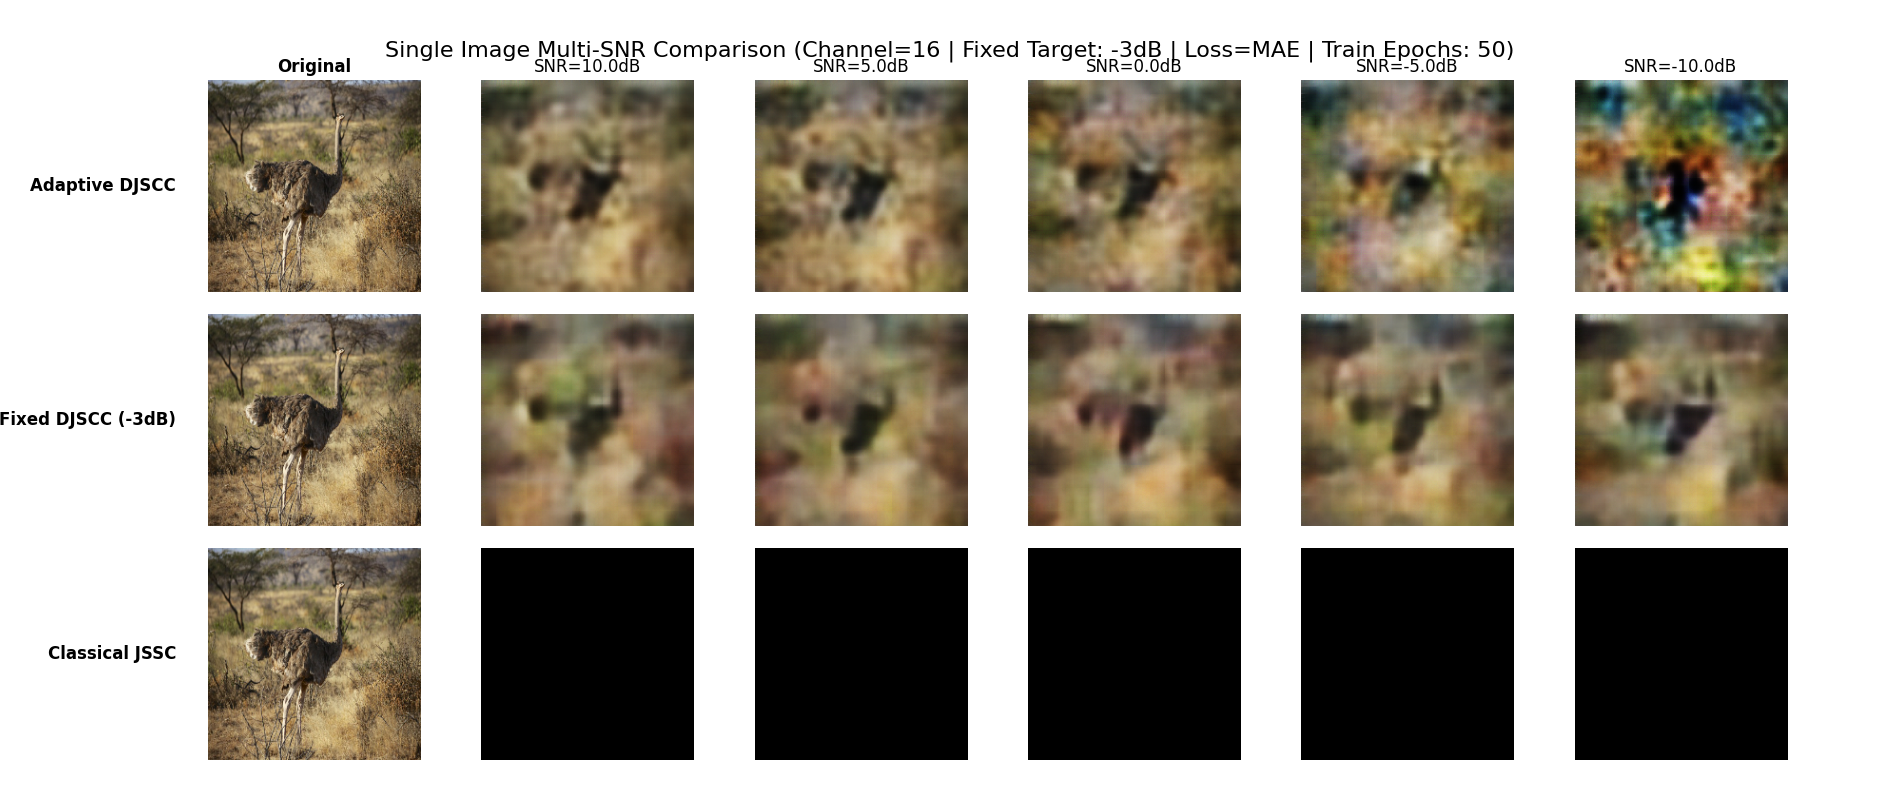 Single Image Multi-SNR Comparison (Channel=16 | Fixed Target: -3dB | Loss=MAE | Train Epochs: 50)
Original
SNR=10.0dB
SNR=5.0dB
SNR=0.0dB
SNR=-5.0dB
SNR=-10.0dB
Adaptive DJSCC
Fixed DJSCC (-3dB)
Classical JSSC